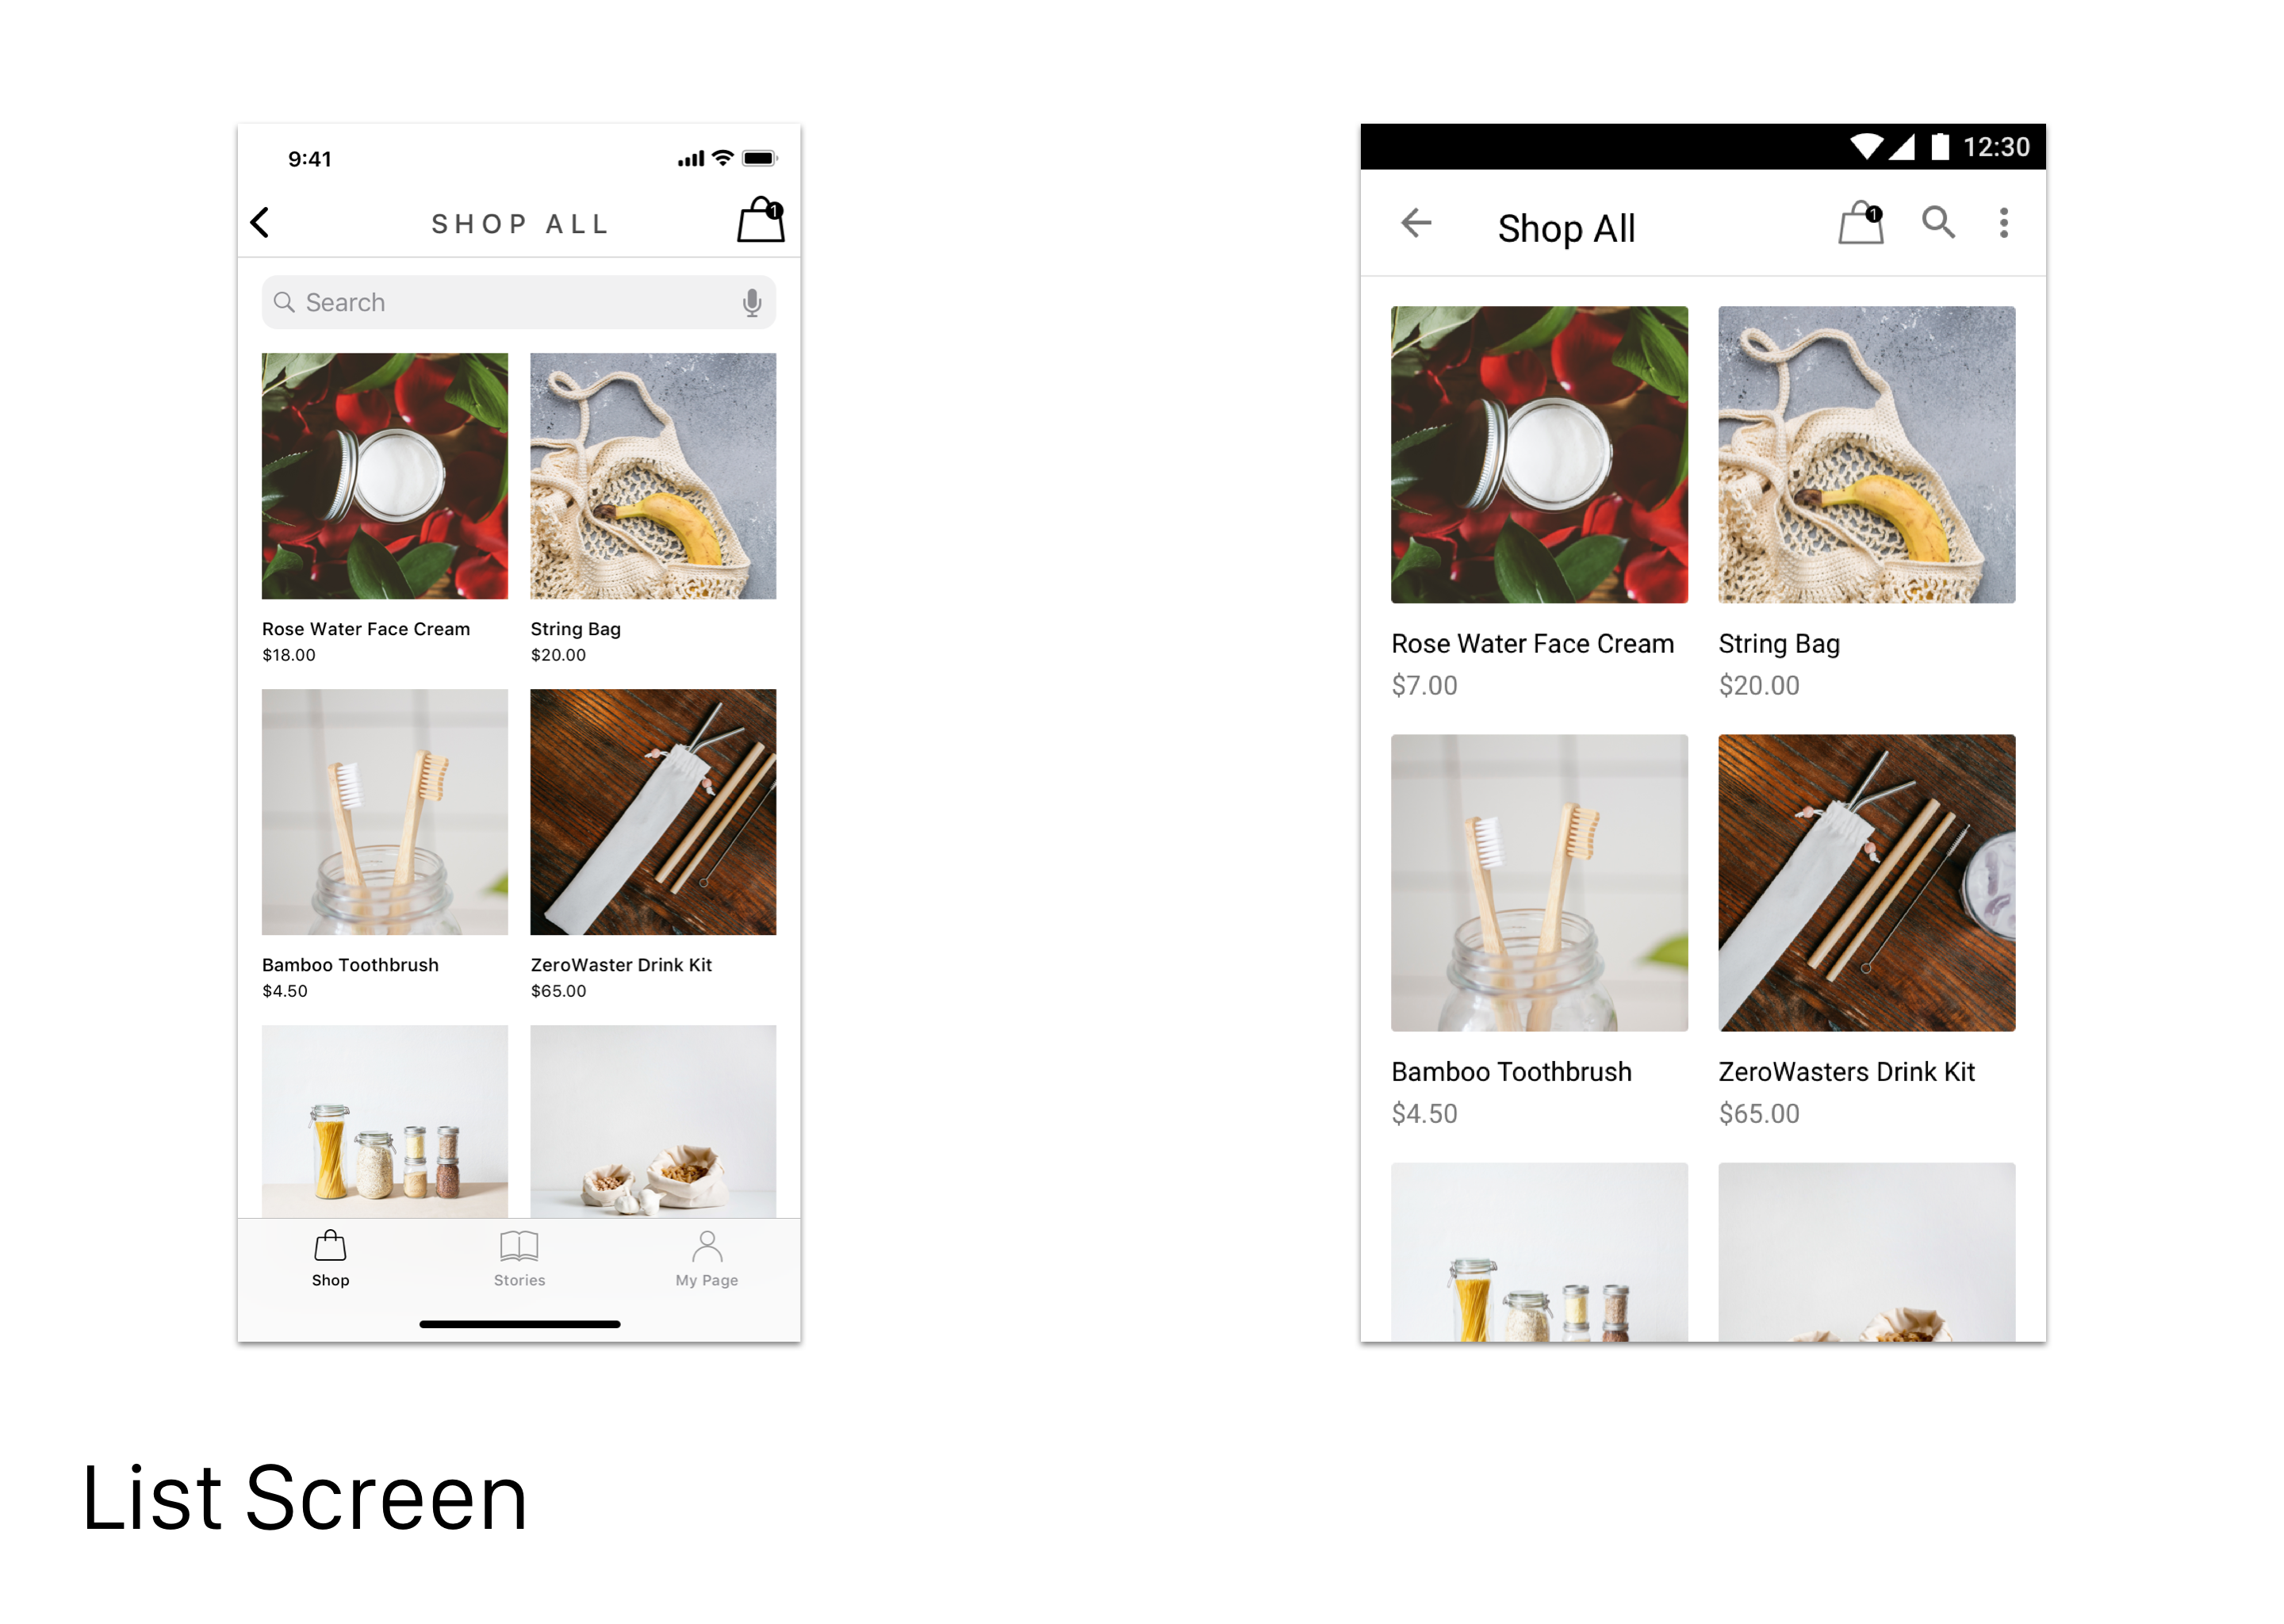 9:41
SHOP ALL
1
Search
Rose Water Face Cream
$18.00
String Bag
$20.00
Bamboo Toothbrush
$4.50
ZeroWaster Drink Kit
$65.00
Shop
Stories
My Page
12:30
Shop All
1
Rose Water Face Cream
$7.00
String Bag
$20.00
Bamboo Toothbrush
$4.50
ZeroWasters Drink Kit
$65.00
List Screen